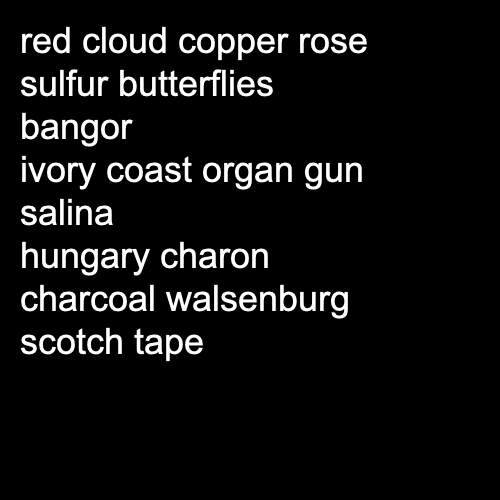 red cloud copper rose
sulfur butterflies
bangor
ivory coast organ gun
salina
hungary charon
charcoal walsenburg
scotch tape